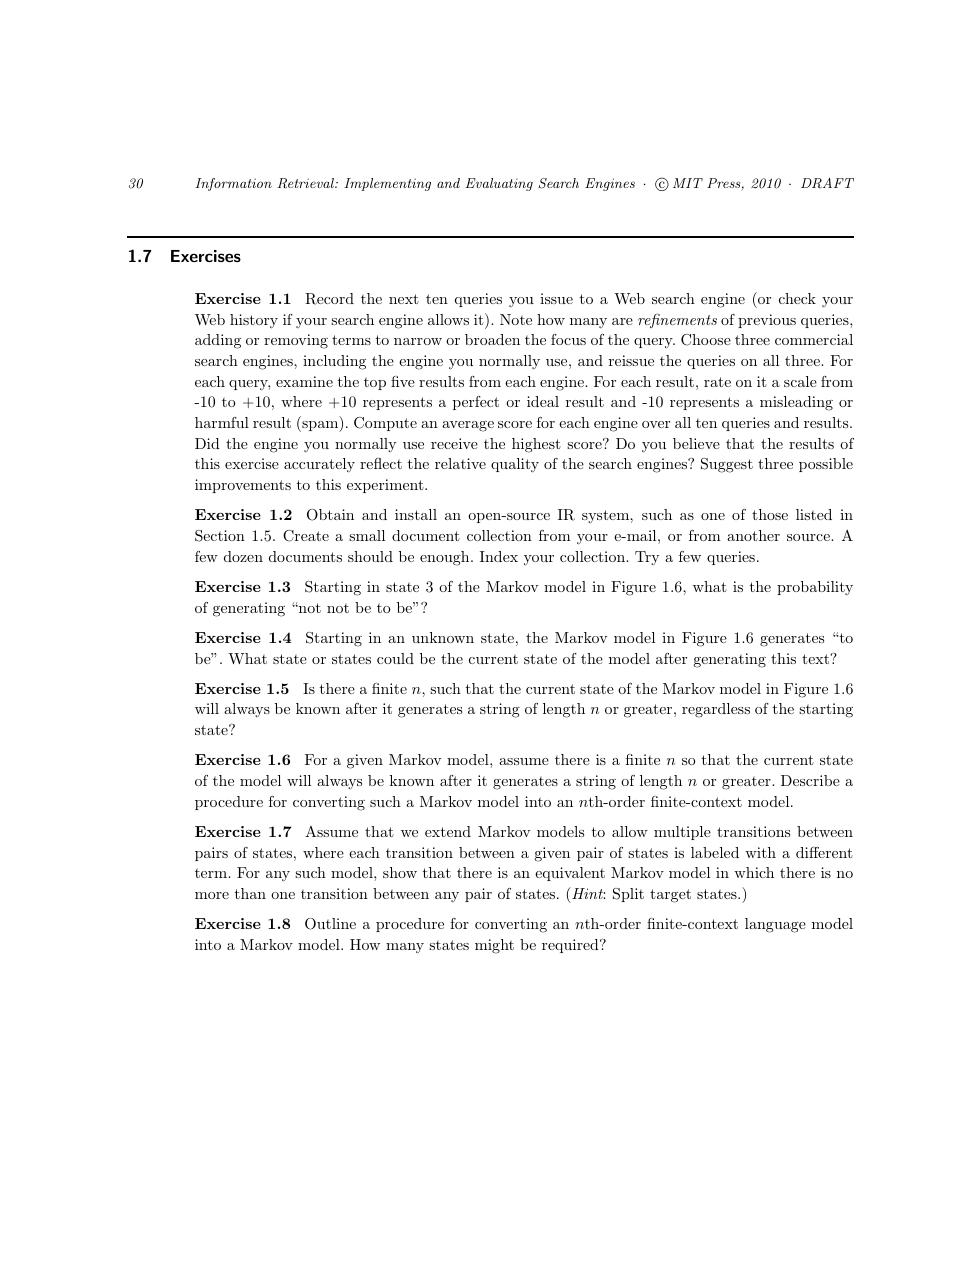 30 Information Retrieval: Implementing and Evaluating Search Engines · © MIT Press, 2010 · DRAFT
1.7 Exercises
Exercise 1.1 Record the next ten queries you issue to a Web search engine (or check your
Web history if your search engine allows it). Note how many are refinements of previous queries,
adding or removing terms to narrow or broaden the focus of the query. Choose three commercial
search engines, including the engine you normally use, and reissue the queries on all three. For
each query, examine the top five results from each engine. For each result, rate on it a scale from
-10 to +10, where +10 represents a perfect or ideal result and -10 represents a misleading or
harmful result (spam). Compute an average score for each engine over all ten queries and results.
Did the engine you normally use receive the highest score? Do you believe that the results of
this exercise accurately reflect the relative quality of the search engines? Suggest three possible
improvements to this experiment.
Exercise 1.2 Obtain and install an open-source IR system, such as one of those listed in
Section 1.5. Create a small document collection from your e-mail, or from another source. A
few dozen documents should be enough. Index your collection. Try a few queries.
Exercise 1.3 Starting in state 3 of the Markov model in Figure 1.6, what is the probability
of generating “not not be to be”?
Exercise 1.4 Starting in an unknown state, the Markov model in Figure 1.6 generates “to
be”. What state or states could be the current state of the model after generating this text?
Exercise 1.5 Is there a finite n, such that the current state of the Markov model in Figure 1.6
will always be known after it generates a string of length n or greater, regardless of the starting
state?
Exercise 1.6 For a given Markov model, assume there is a finite n so that the current state
of the model will always be known after it generates a string of length n or greater. Describe a
procedure for converting such a Markov model into an nth-order finite-context model.
Exercise 1.7 Assume that we extend Markov models to allow multiple transitions between
pairs of states, where each transition between a given pair of states is labeled with a different
term. For any such model, show that there is an equivalent Markov model in which there is no
more than one transition between any pair of states. (Hint: Split target states.)
Exercise 1.8 Outline a procedure for converting an nth-order finite-context language model
into a Markov model. How many states might be required?